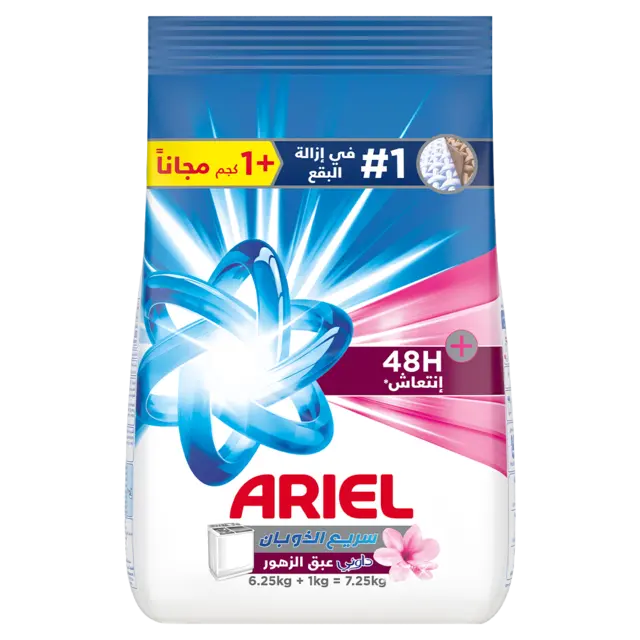 +1 كجم مجاناً
#1 في إزالة
البقع
48H
إنتعاش*
ARIEL
سريع الذوبان
داوني عبق الزهور
6.25kg + 1kg = 7.25kg